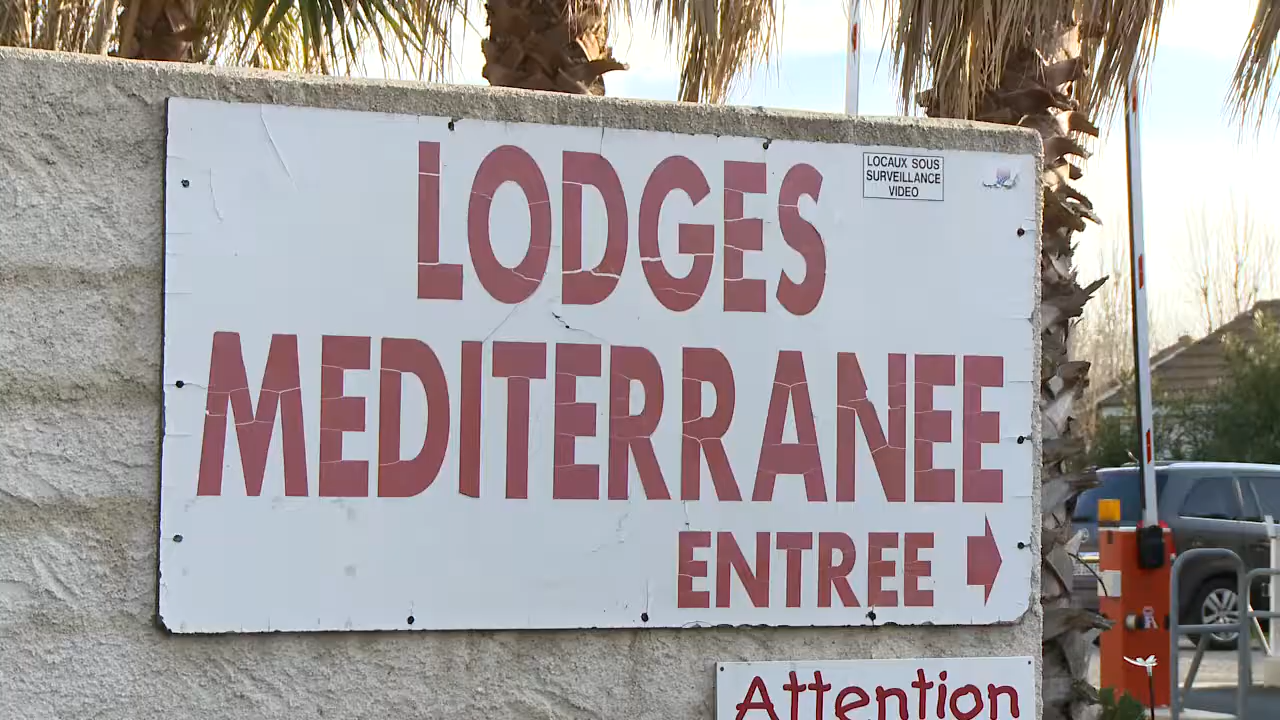 LODGES
MEDITERRANEE
ENTREE
LOCAUX SOUS
SURVEILLANCE
VIDEO
Attention